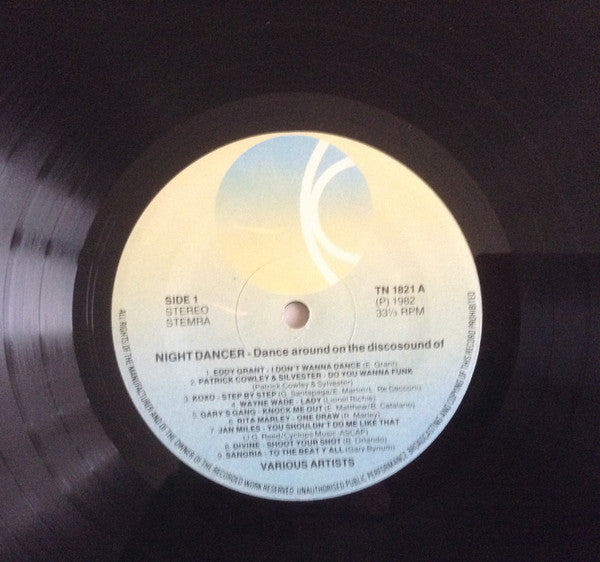 SIDE 1
STEREO
STEMRA
TN 1821 A
(P) 1982
33⅓ RPM
NIGHT DANCER - Dance around on the discosound of
1. EDDY GRANT - I DON'T WANNA DANCE (E. Grant)
2. PATRICK COWLEY & SILVESTER - DO YOU WANNA FUNK
(Patrick Cowley & Sylvester)
3. KOXO - STEP BY STEP (G. Santapaga/E. Martin/L. Re Cecconi)
4. WAYNE WADE - LADY (Lionel Richie)
5. GARY'S GANG - KNOCK ME OUT (E. Matthew/B. Catalano)
6. RITA MARLEY - ONE DRAW (R. Marley)
7. JAN MILES - YOU SHOULDN'T DO ME LIKE THAT
(J.G. Reed/Cyclops Music, ASCAP)
8. DIVINE - SHOOT YOUR SHOT (B. Orlando)
9. SANGRIA - TO THE BEAT Y'ALL (Gary Bynum)
VARIOUS ARTISTS
ALL RIGHTS OF THE MANUFACTURER AND OF THE OWNER OF THE RECORDED WORK RESERVED. UNAUTHORISED PUBLIC PERFORMANCE, BROADCASTING AND COPYING OF THIS RECORD PROHIBITED